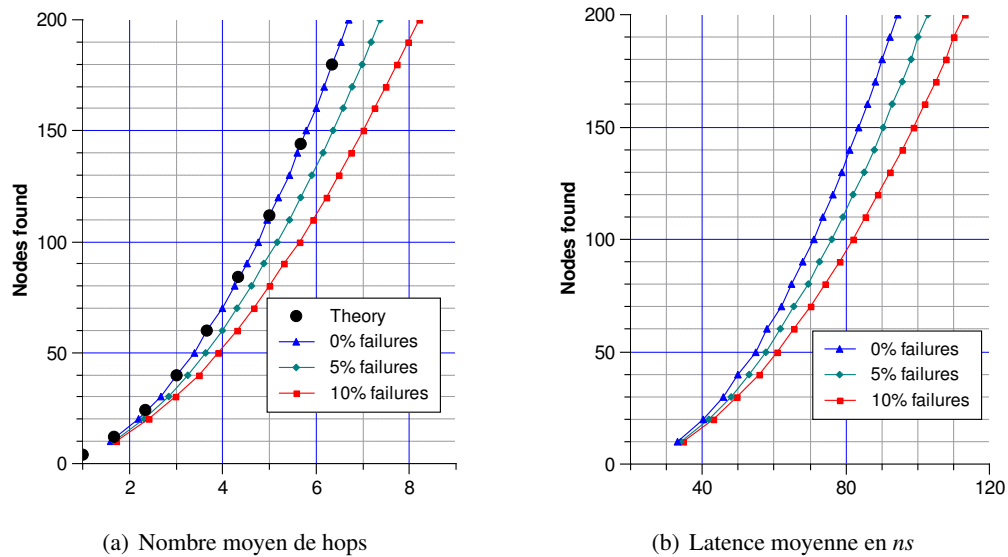 200
150
100
50
0
Nodes found
2
4
6
8
Theory
0% failures
5% failures
10% failures
(a) Nombre moyen de hops
200
150
100
50
0
Nodes found
40
80
120
0% failures
5% failures
10% failures
(b) Latence moyenne en ns